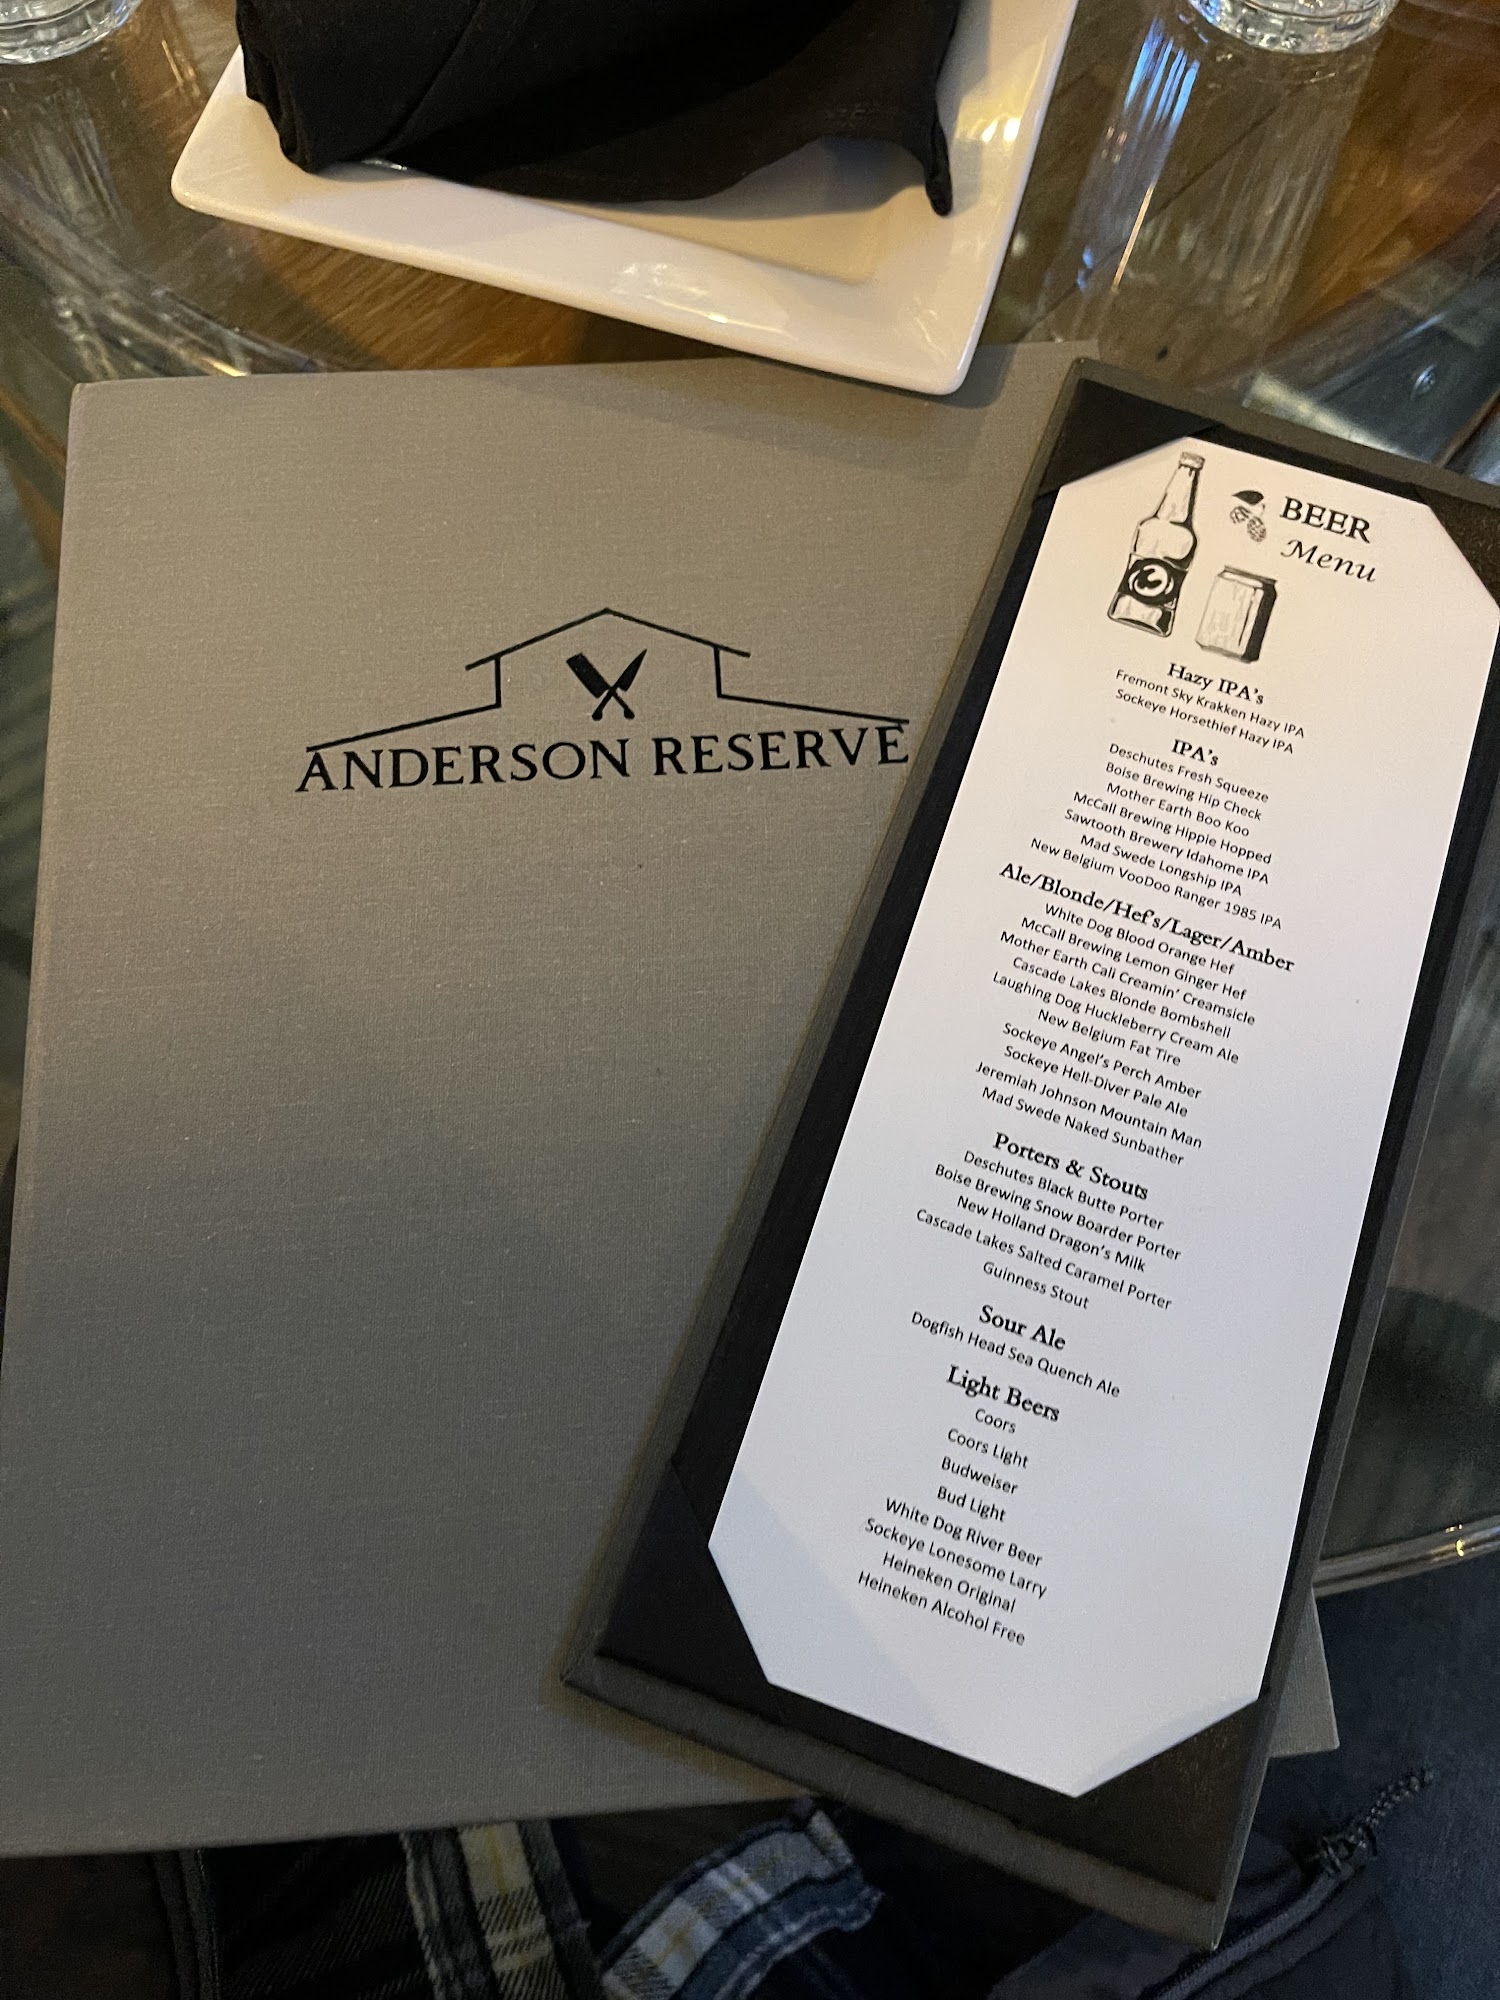 ANDERSON RESERVE
BEER
Menu
Hazy IPA's
Fremont Sky Krakken Hazy IPA
Sockeye Horsethief Hazy IPA
IPA's
Deschutes Fresh Squeeze
Boise Brewing Hip Check
Mother Earth Boo Koo
McCall Brewing Hippie Hopped
Sawtooth Brewery Idahome IPA
Mad Swede Longship IPA
New Belgium VooDoo Ranger 1985 IPA
Ale/Blonde/Hef's/Lager/Amber
White Dog Blood Orange Hef
McCall Brewing Lemon Ginger Hef
Mother Earth Cali Creamin' Creamsicle
Cascade Lakes Blonde Bombshell
Laughing Dog Huckleberry Cream Ale
New Belgium Fat Tire
Sockeye Angel's Perch Amber
Sockeye Hell-Diver Pale Ale
Jeremiah Johnson Mountain Man
Mad Swede Naked Sunbather
Porters & Stouts
Deschutes Black Butte Porter
Boise Brewing Snow Boarder Porter
New Holland Dragon's Milk
Cascade Lakes Salted Caramel Porter
Guinness Stout
Sour Ale
Dogfish Head Sea Quench Ale
Light Beers
Coors
Coors Light
Budweiser
Bud Light
White Dog River Beer
Sockeye Lonesome Larry
Heineken Original
Heineken Alcohol Free